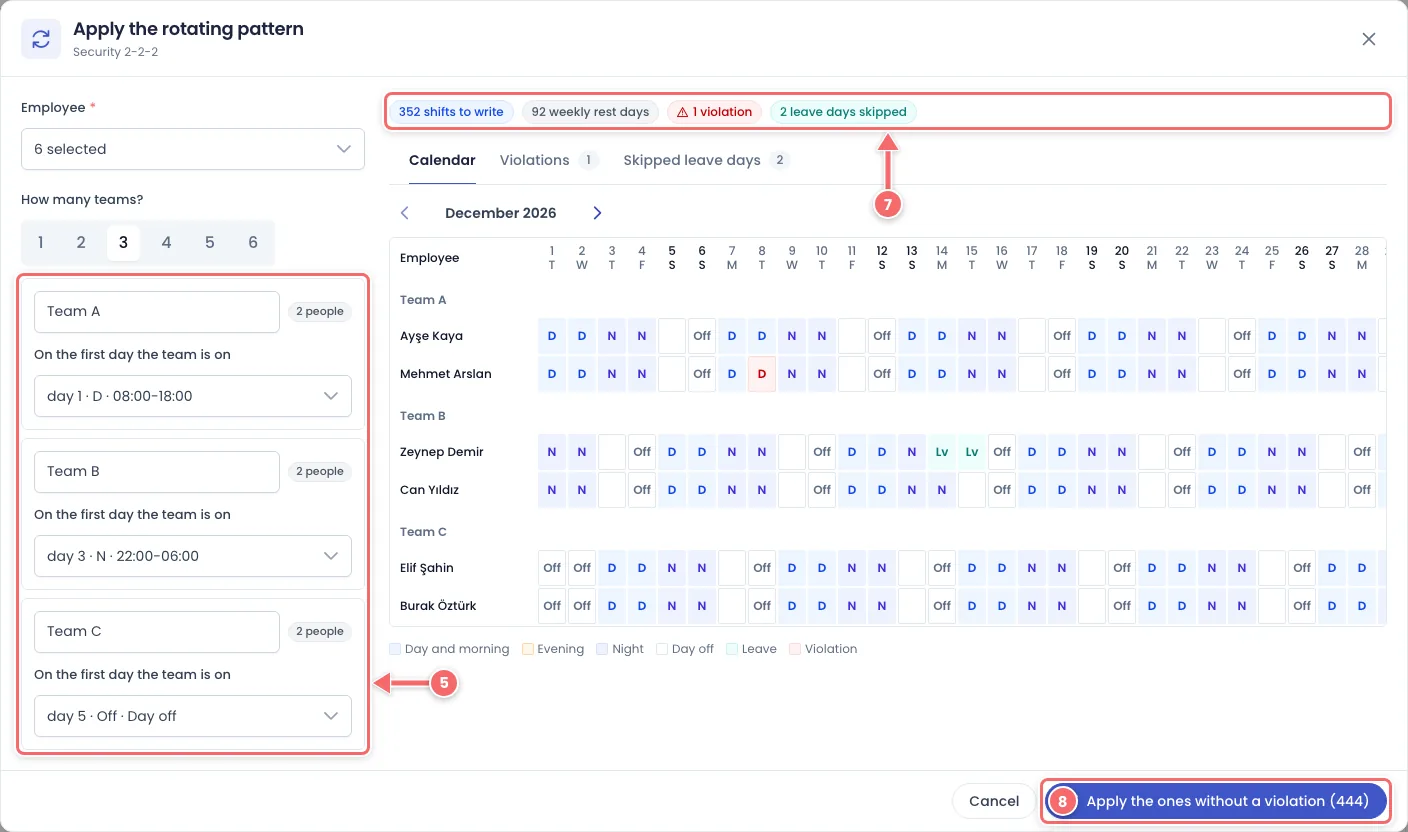 Apply the rotating pattern
Security 2-2-2
Employee *
6 selected
How many teams?
1 2 3 4 5 6
Team A 2 people
On the first day the team is on
day 1 · D · 08:00-18:00
Team B 2 people
On the first day the team is on
day 3 · N · 22:00-06:00
Team C 2 people
On the first day the team is on
day 5 · Off · Day off
5
352 shifts to write 92 weekly rest days 1 violation 2 leave days skipped
7
Calendar Violations 1 Skipped leave days 2
December 2026
Employee 1 2 3 4 5 6 7 8 9 10 11 12 13 14 15 16 17 18 19 20 21 22 23 24 25 26 27 28
T W T F S S M T W T F S S M T W T F S S M T W T F S S M
Team A
Ayşe Kaya D D N N Off D D N N Off D D N N Off D D N N Off D D N N
Mehmet Arslan D D N N Off D D N N Off D D N N Off D D N N Off D D N N
Team B
Zeynep Demir N N Off D D N N Off D D N Lv Lv Off D D N N Off D D N N Off
Can Yıldız N N Off D D N N Off D D N N Off D D N N Off D D N N Off
Team C
Elif Şahin Off Off D D N N Off D D N N Off D D N N Off D D N N Off D D
Burak Öztürk Off Off D D N N Off D D N N Off D D N N Off D D N N Off D D
Day and morning Evening Night Day off Leave Violation
Cancel 8 Apply the ones without a violation (444)